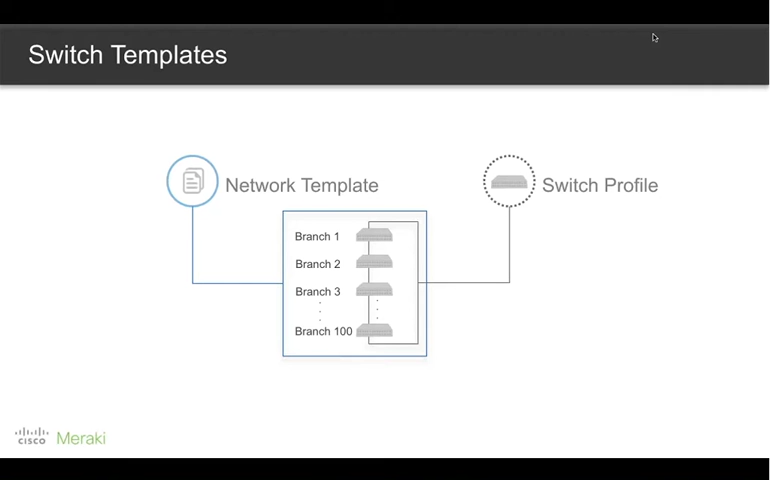 Switch Templates
Network Template
Switch Profile
Branch 1
Branch 2
Branch 3
Branch 100
cisco Meraki